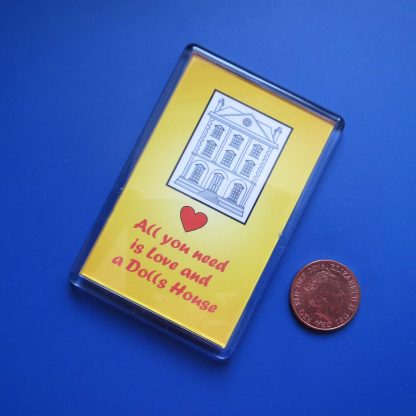 All you need
is Love and
a Dolls House